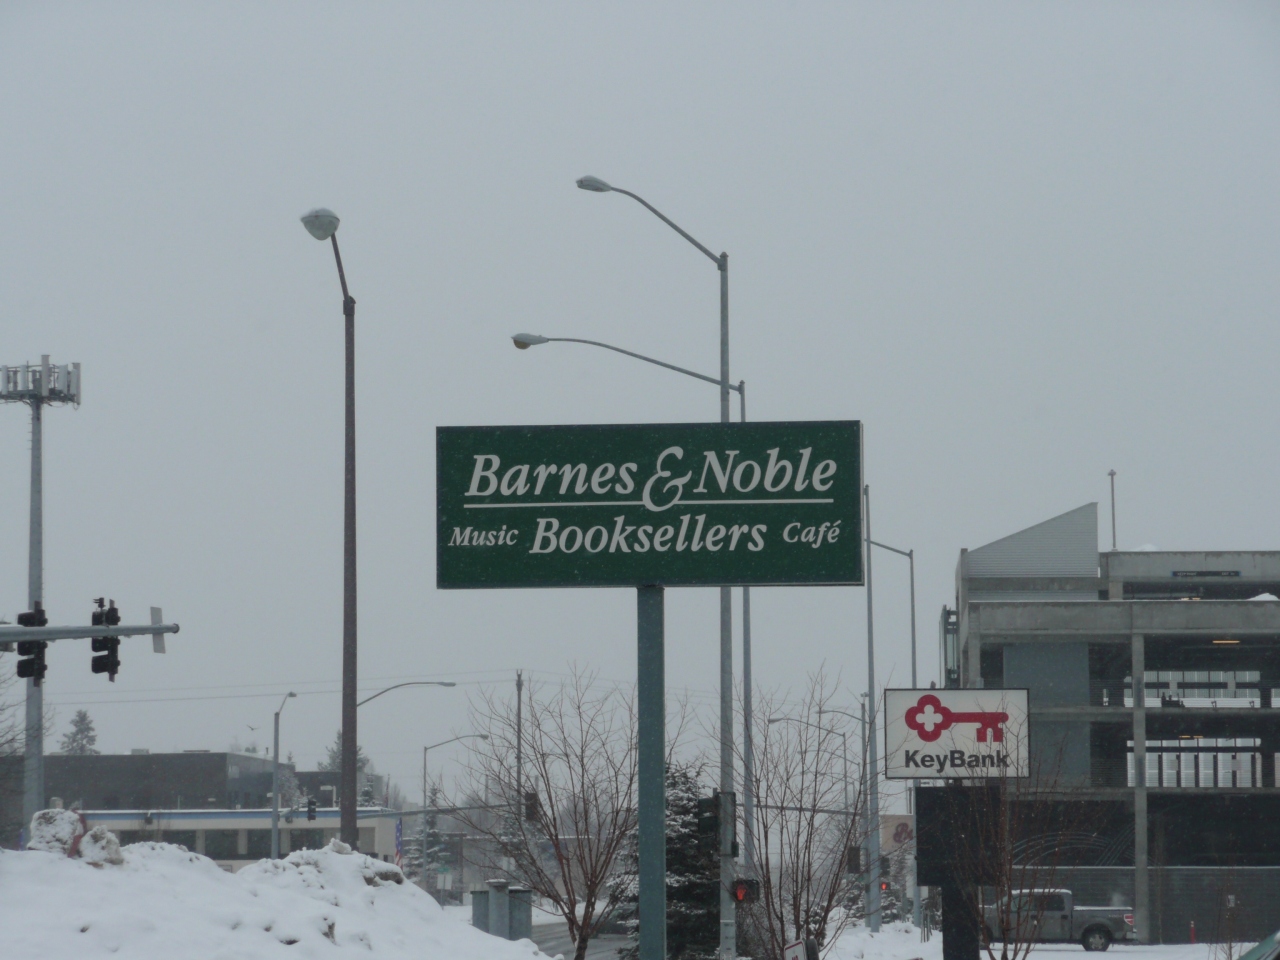 Barnes & Noble
Music Booksellers Café
KeyBank